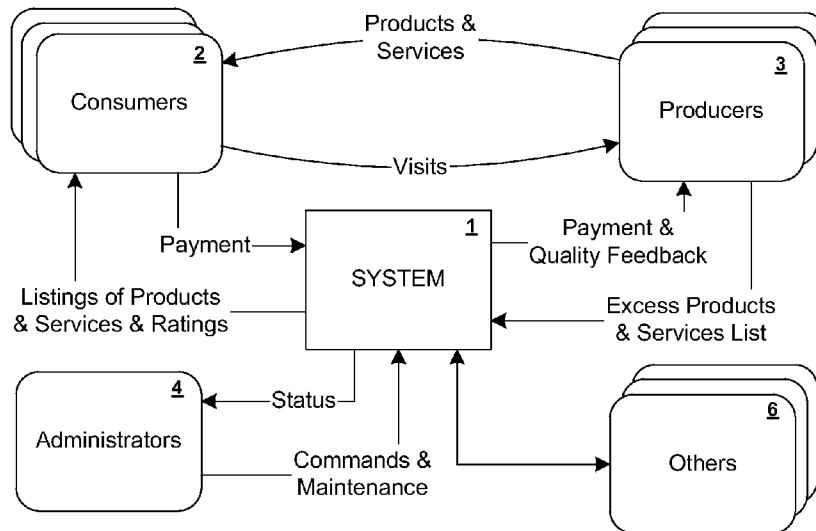 Products &
Services
2
Consumers
3
Producers
Visits
Payment
1
SYSTEM
Payment &
Quality Feedback
Listings of Products
& Services & Ratings
Excess Products
& Services List
4
Administrators
Status
Commands &
Maintenance
6
Others